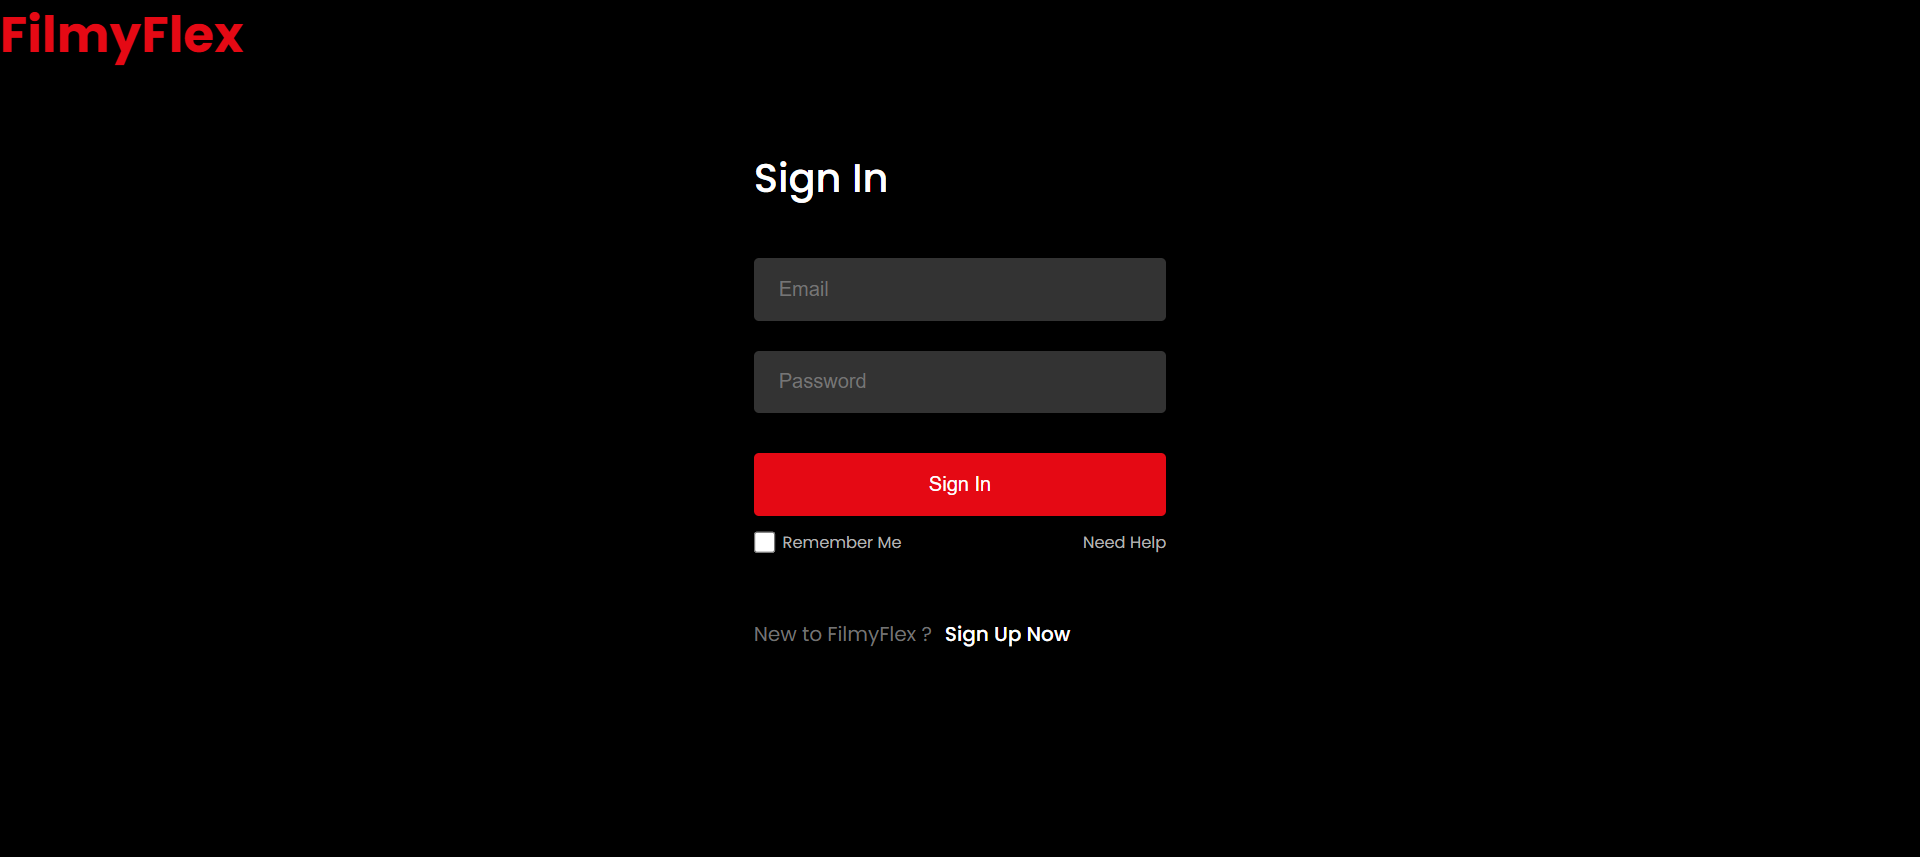 FilmyFlex
Sign In
Email
Password
Sign In
Remember Me Need Help
New to FilmyFlex ? Sign Up Now